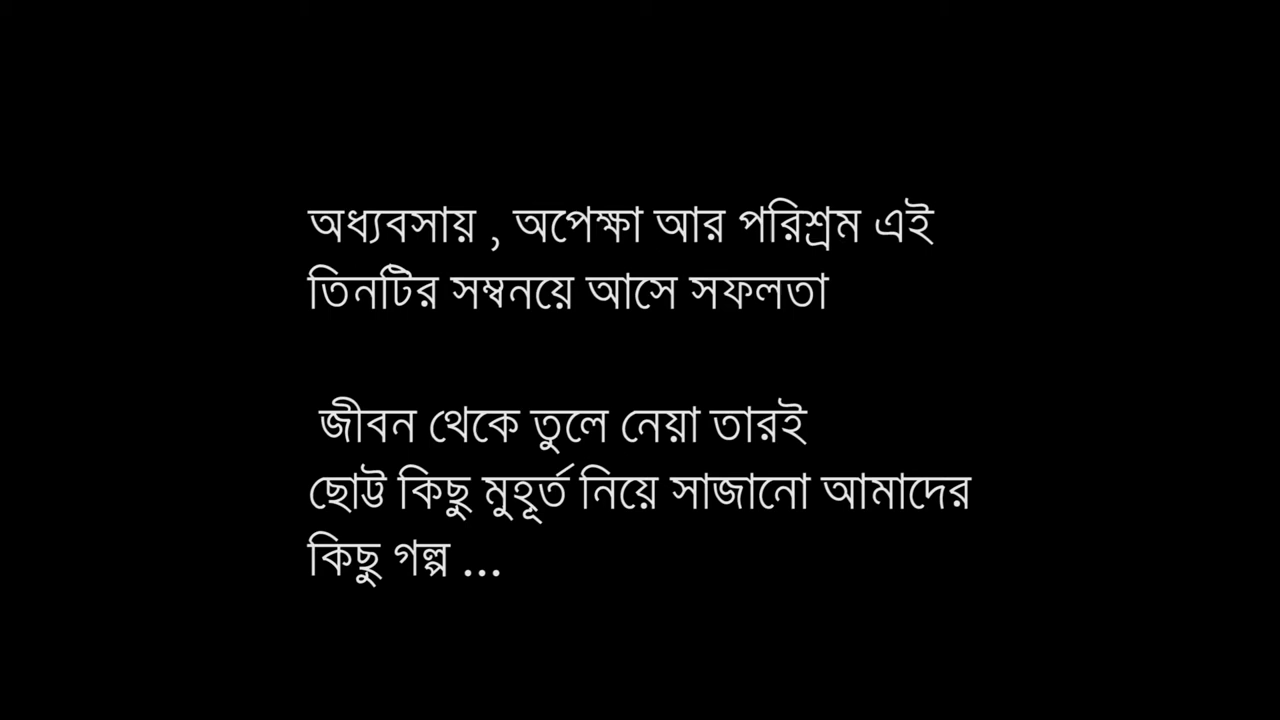 অধ্যবসায় , অপেক্ষা আর পরিশ্রম এই
তিনটির সম্বনয়ে আসে সফলতা
জীবন থেকে তুলে নেয়া তারই
ছোট্ট কিছু মুহূর্ত নিয়ে সাজানো আমাদের
কিছু গল্প ...